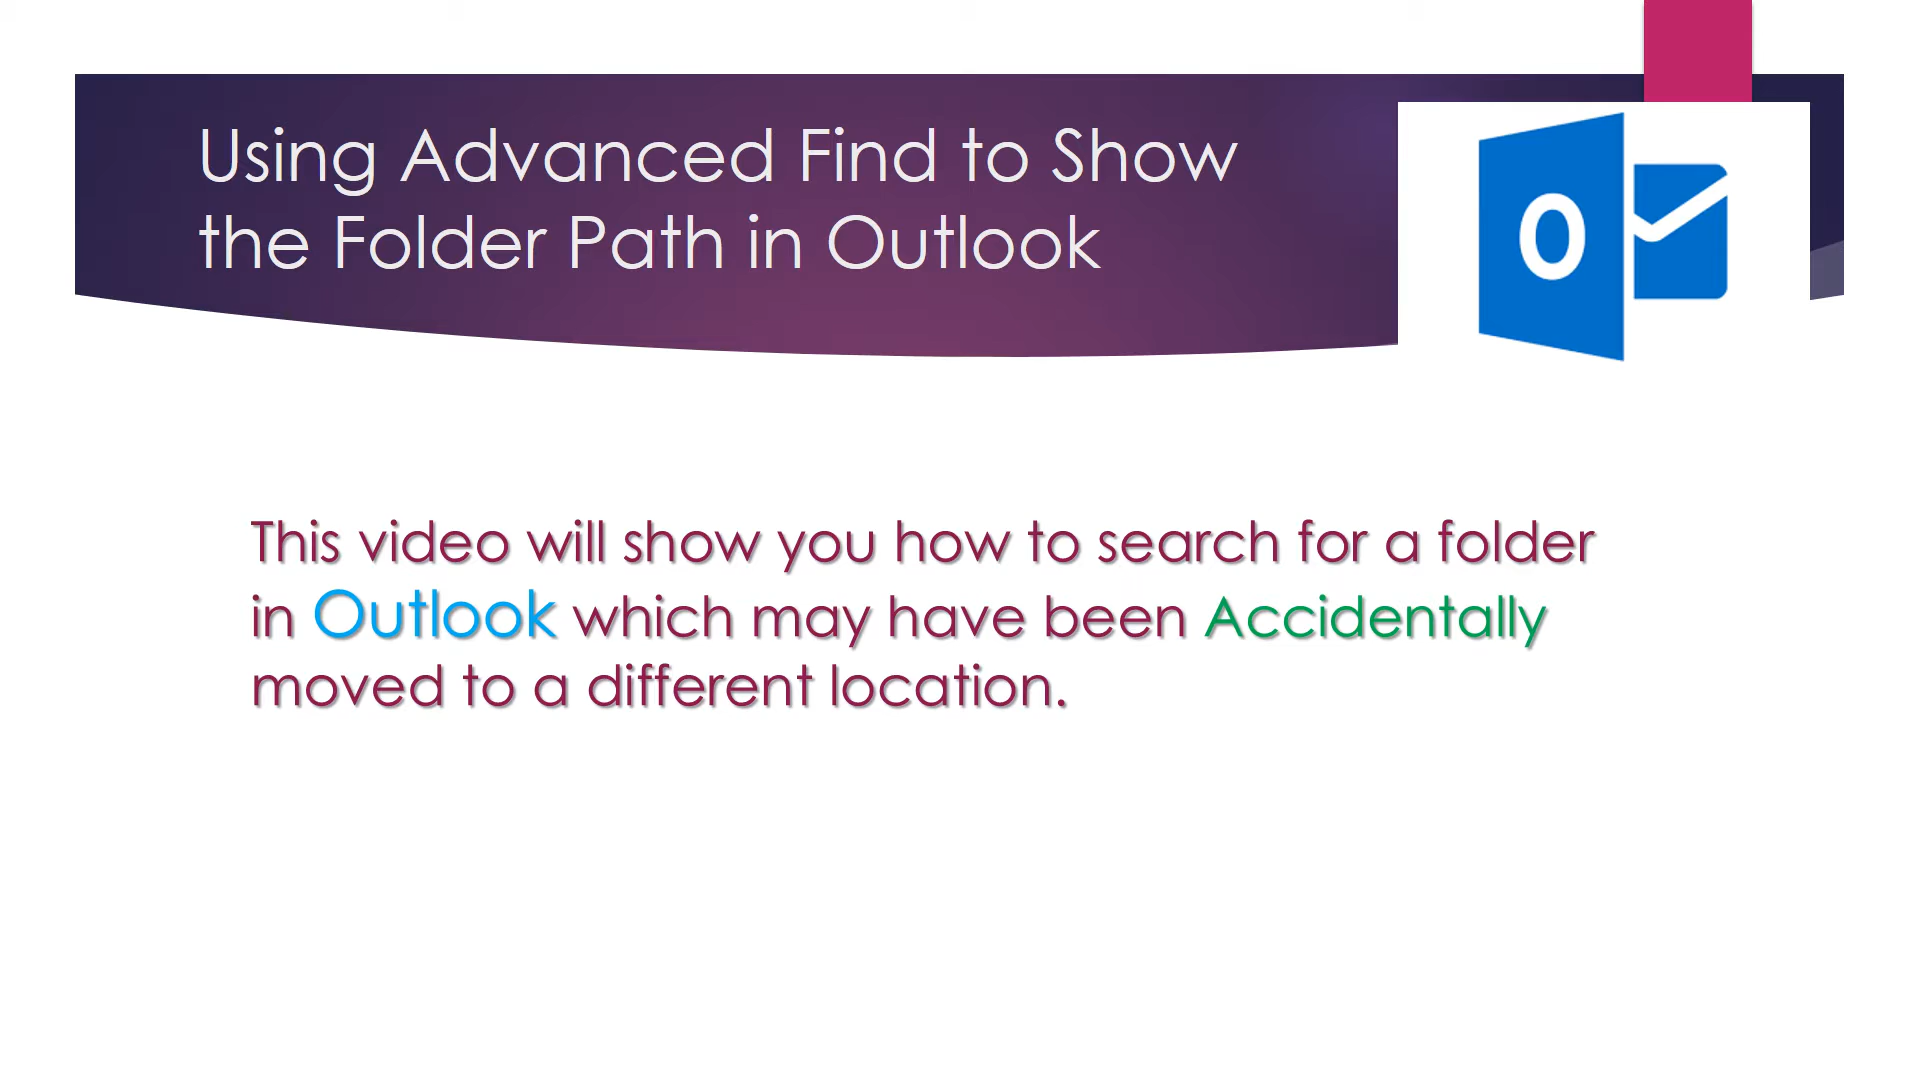 Using Advanced Find to Show
the Folder Path in Outlook
O
This video will show you how to search for a folder
in Outlook which may have been Accidentally
moved to a different location.